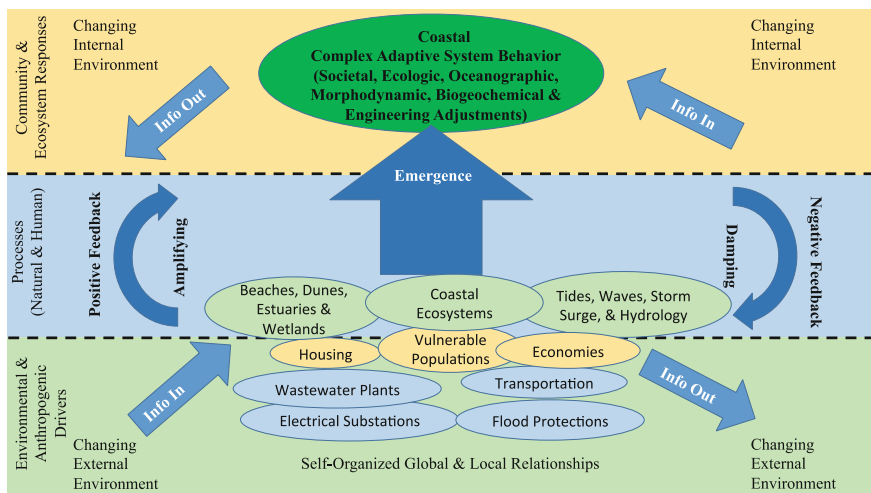 Community &
Ecosystem Responses
Changing
Internal
Environment
Info Out
Coastal
Complex Adaptive System Behavior
(Societal, Ecologic, Oceanographic,
Morphodynamic, Biogeochemical &
Engineering Adjustments)
Changing
Internal
Environment
Info In
Processes
(Natural & Human)
Positive Feedback
Amplifying
Emergence
Damping
Negative Feedback
Beaches, Dunes,
Estuaries &
Wetlands
Coastal
Ecosystems
Tides, Waves, Storm
Surge, & Hydrology
Environmental &
Anthropogenic
Drivers
Info In
Housing
Vulnerable
Populations
Economies
Wastewater Plants
Transportation
Electrical Substations
Flood Protections
Info Out
Changing
External
Environment
Self-Organized Global & Local Relationships
Changing
External
Environment